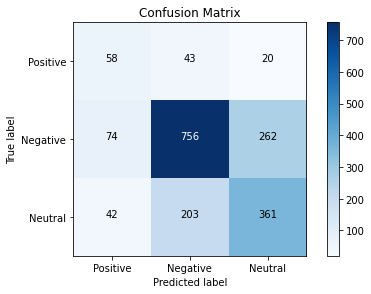 Confusion Matrix
Positive 58 43 20
Negative 74 756 262
Neutral 42 203 361
Positive Negative Neutral
Predicted label
True label
700
600
500
400
300
200
100